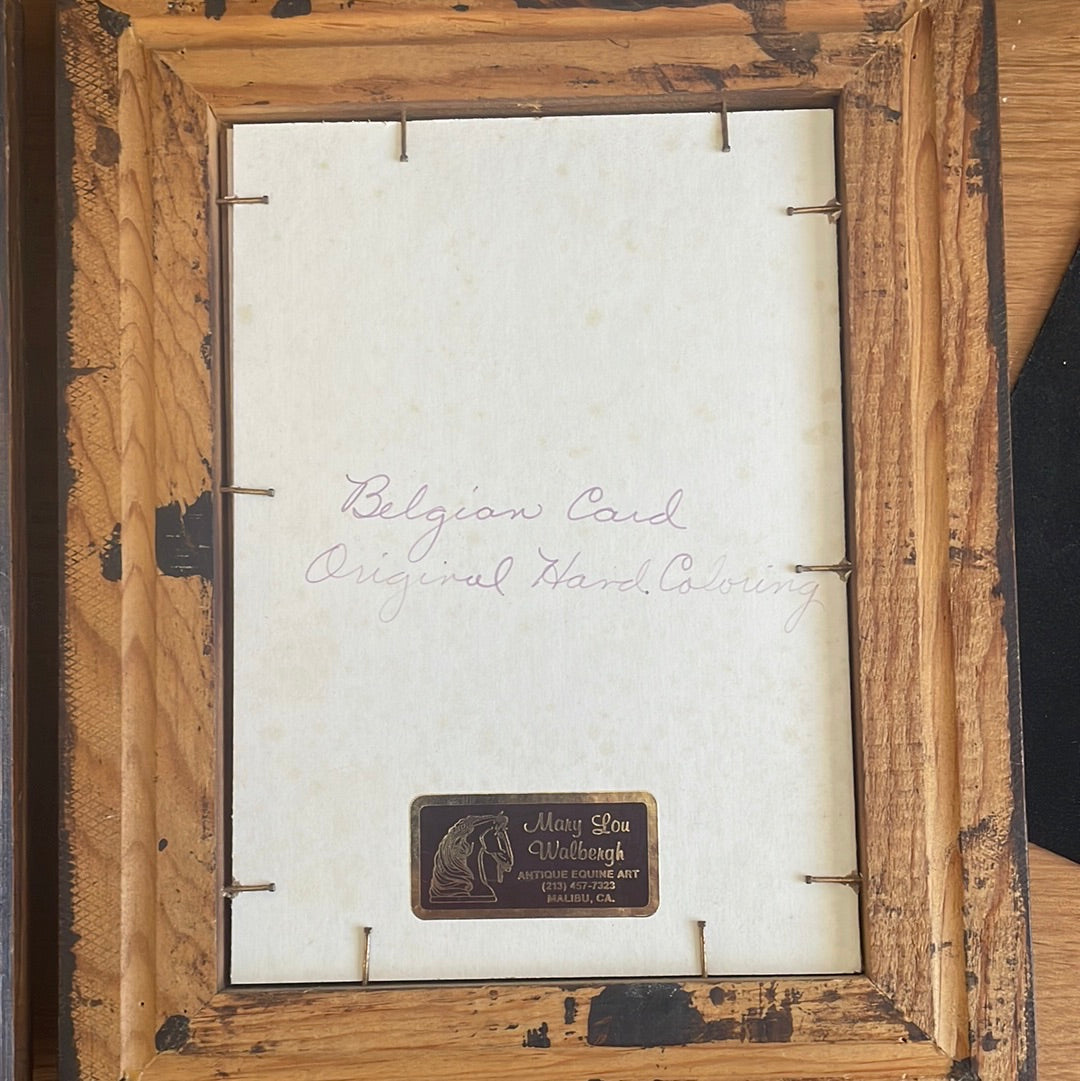 Belgian Card
Original Hand Coloring
Mary Lou
Walbergh
ANTIQUE EQUINE ART
(213) 457-7323
MALIBU, CA.